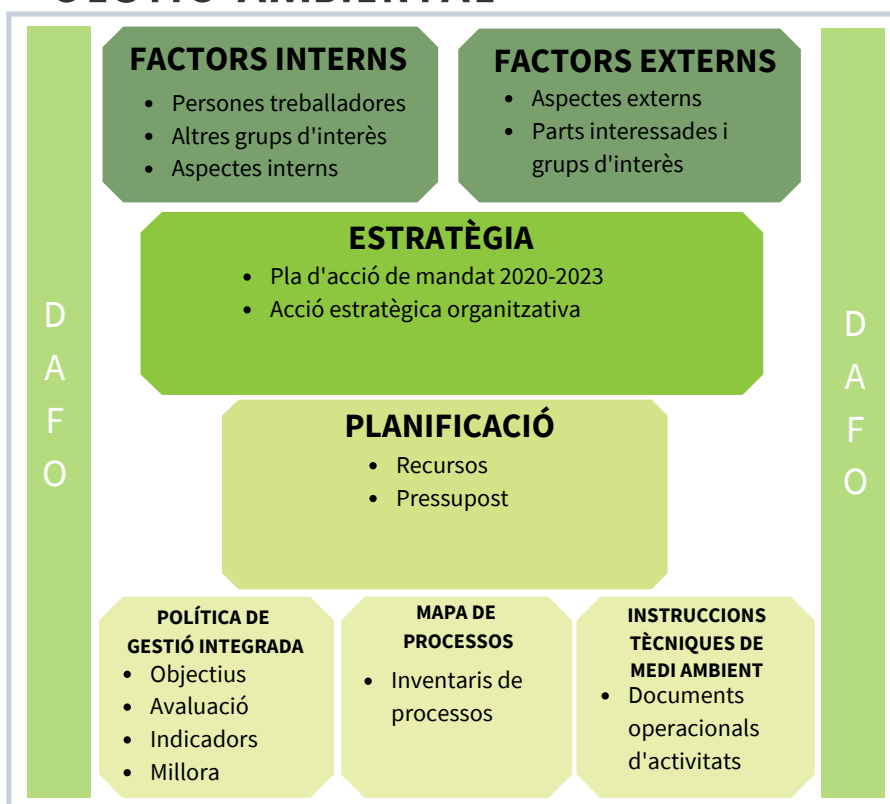 GESTIÓ AMBIENTAL
FACTORS INTERNS
• Persones treballadores
• Altres grups d'interès
• Aspectes interns
FACTORS EXTERNS
• Aspectes externs
• Parts interessades i
grups d'interès
ESTRATÈGIA
• Pla d'acció de mandat 2020-2023
• Acció estratègica organitzativa
D
A
F
O
D
A
F
O
PLANIFICACIÓ
• Recursos
• Pressupost
POLÍTICA DE
GESTIÓ INTEGRADA
• Objectius
• Avaluació
• Indicadors
• Millora
MAPA DE
PROCESSOS
• Inventaris de
processos
INSTRUCCIONS
TÈCNIQUES DE
MEDI AMBIENT
• Documents
operacionals
d'activitats